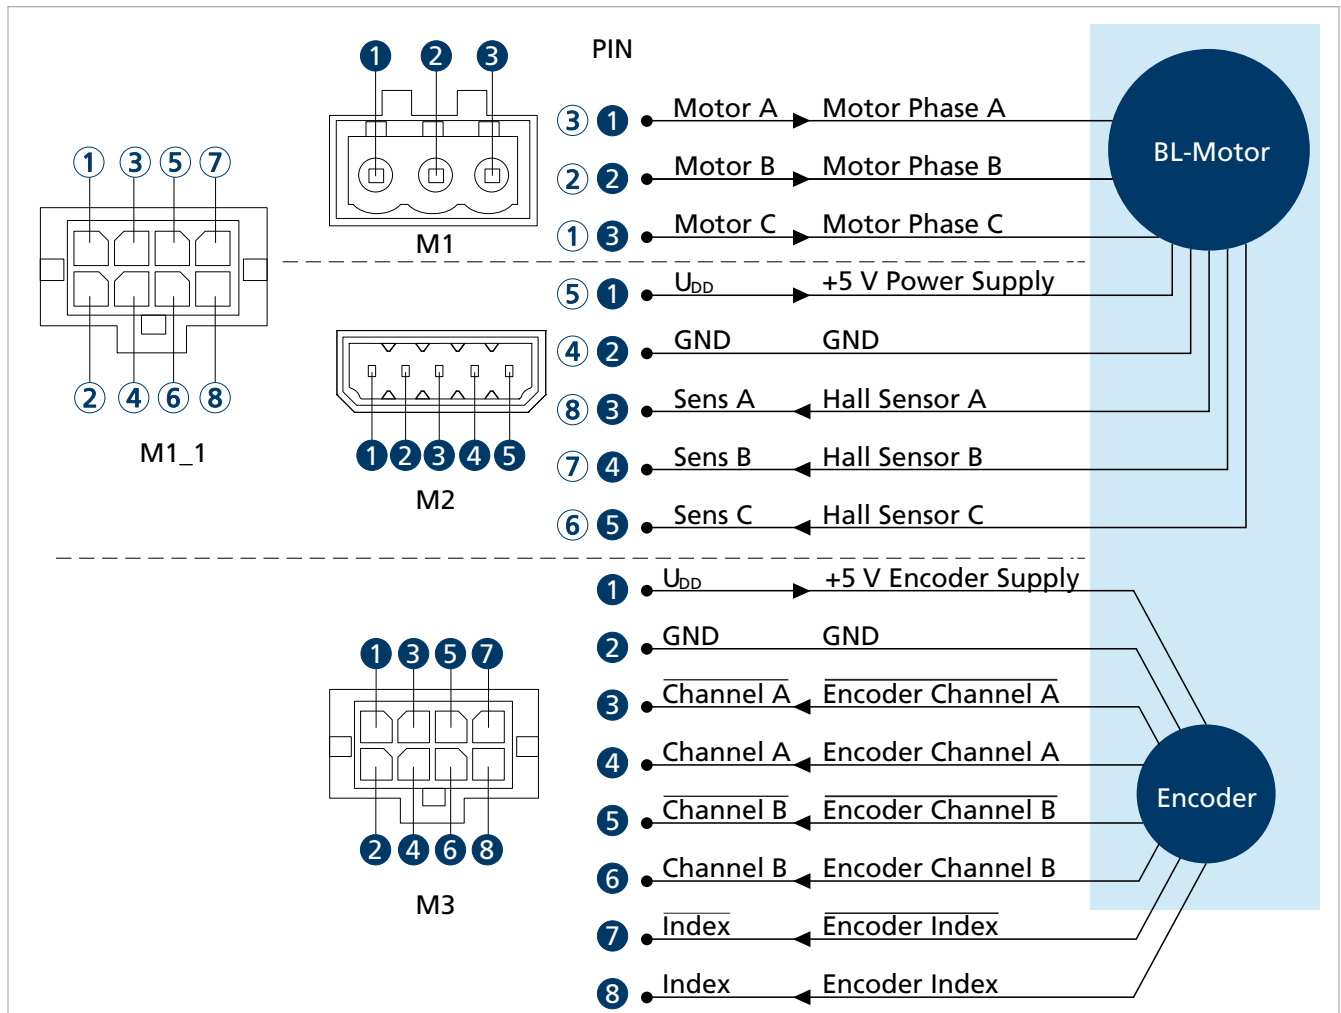 1 2 3
PIN
3 1 Motor A Motor Phase A
BL-Motor
1 3 5 7
2 2 Motor B Motor Phase B
1 3 Motor C Motor Phase C
M1
5 1 UDD +5 V Power Supply
4 2 GND GND
2 4 6 8
8 3 Sens A Hall Sensor A
M1_1
1 2 3 4 5
7 4 Sens B Hall Sensor B
M2
6 5 Sens C Hall Sensor C
1 UDD +5 V Encoder Supply
2 GND GND
1 3 5 7
3 Channel A Encoder Channel A
4 Channel A Encoder Channel A
Encoder
5 Channel B Encoder Channel B
2 4 6 8
6 Channel B Encoder Channel B
M3
7 Index Encoder Index
8 Index Encoder Index